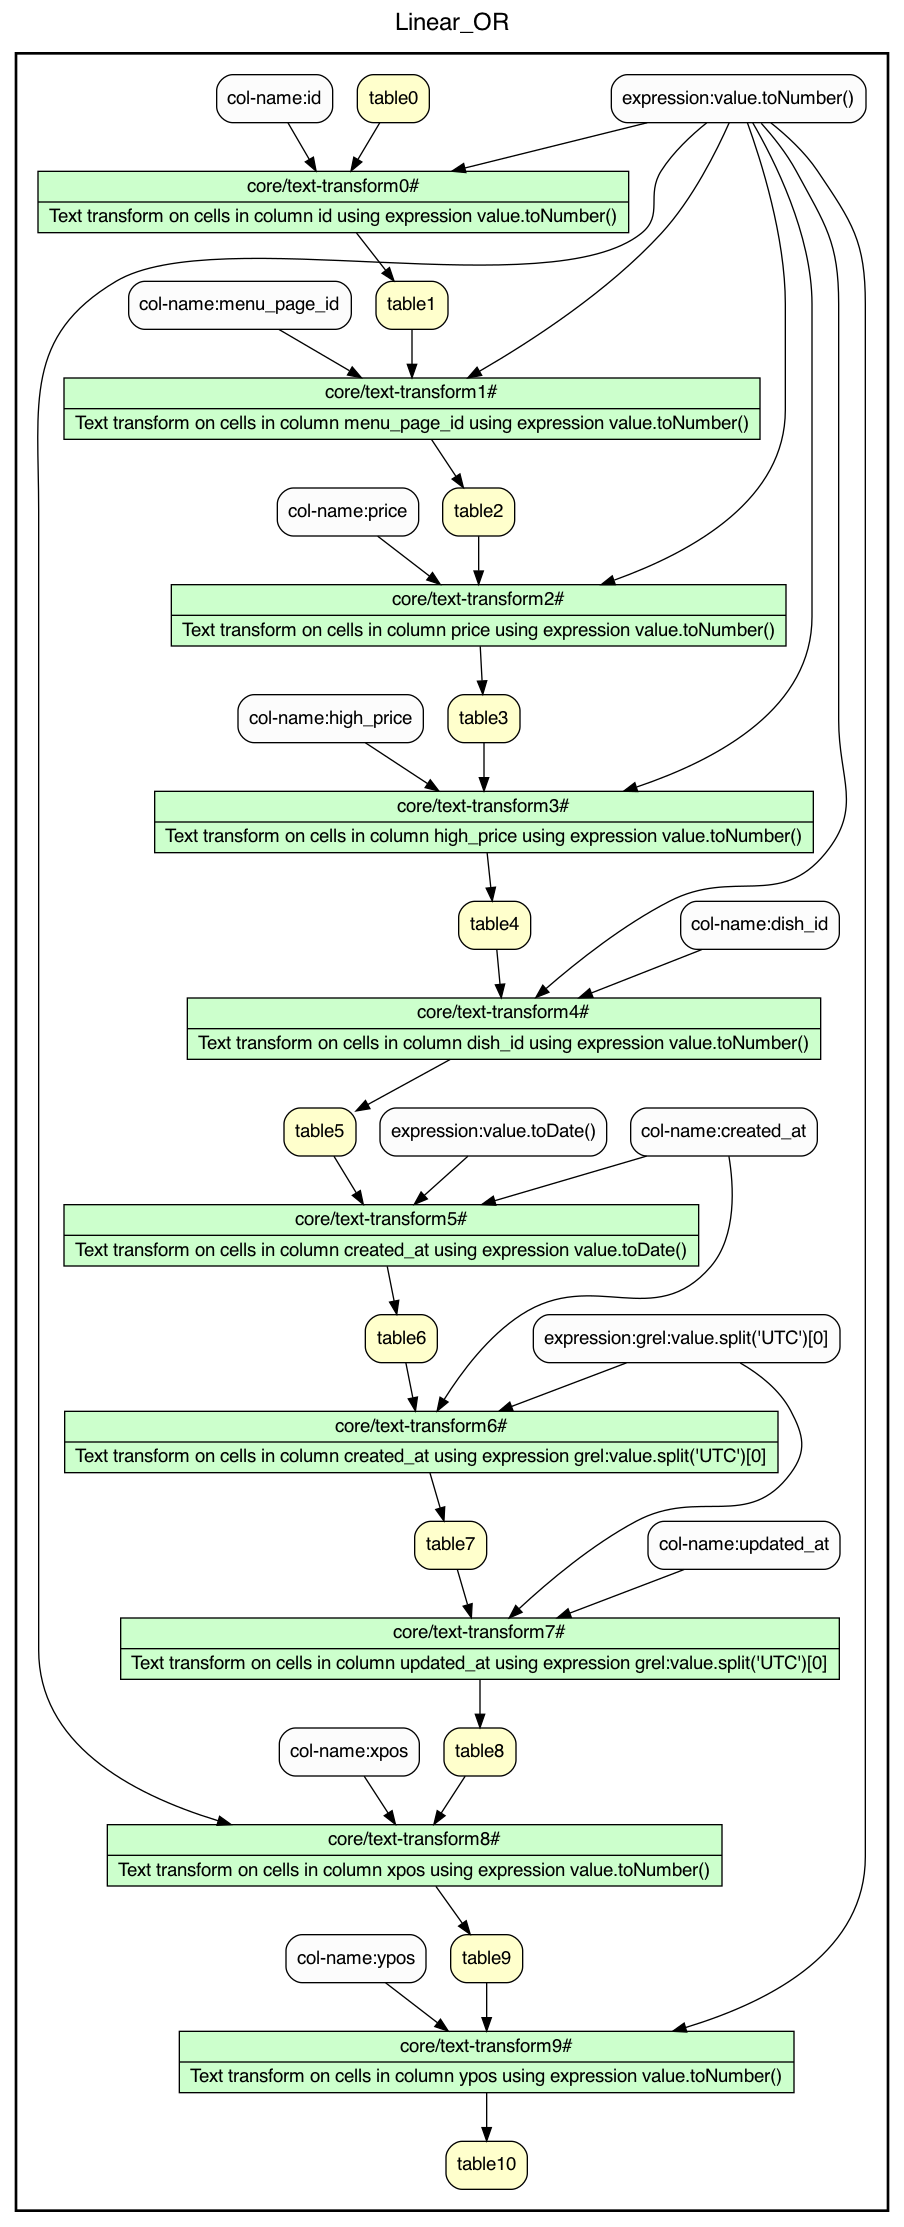 Linear_OR
col-name:id
table0
expression:value.toNumber()
core/text-transform0#
Text transform on cells in column id using expression value.toNumber()
col-name:menu_page_id
table1
core/text-transform1#
Text transform on cells in column menu_page_id using expression value.toNumber()
col-name:price
table2
core/text-transform2#
Text transform on cells in column price using expression value.toNumber()
col-name:high_price
table3
core/text-transform3#
Text transform on cells in column high_price using expression value.toNumber()
table4
col-name:dish_id
core/text-transform4#
Text transform on cells in column dish_id using expression value.toNumber()
table5
expression:value.toDate()
col-name:created_at
core/text-transform5#
Text transform on cells in column created_at using expression value.toDate()
table6
expression:grel:value.split('UTC')[0]
core/text-transform6#
Text transform on cells in column created_at using expression grel:value.split('UTC')[0]
table7
col-name:updated_at
core/text-transform7#
Text transform on cells in column updated_at using expression grel:value.split('UTC')[0]
col-name:xpos
table8
core/text-transform8#
Text transform on cells in column xpos using expression value.toNumber()
col-name:ypos
table9
core/text-transform9#
Text transform on cells in column ypos using expression value.toNumber()
table10